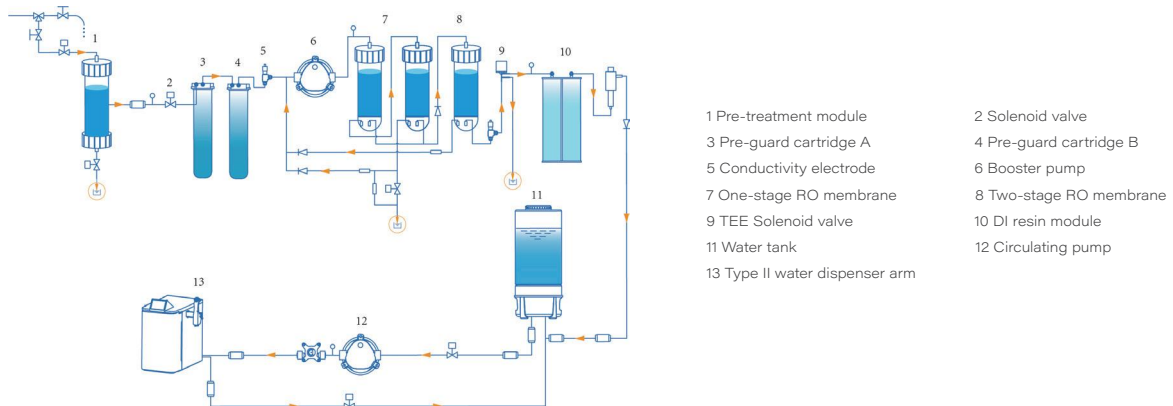 1
2
3
4
5
6
7
8
9
10
11
12
13
1 Pre-treatment module
2 Solenoid valve
3 Pre-guard cartridge A
4 Pre-guard cartridge B
5 Conductivity electrode
6 Booster pump
7 One-stage RO membrane
8 Two-stage RO membrane
9 TEE Solenoid valve
10 DI resin module
11 Water tank
12 Circulating pump
13 Type II water dispenser arm